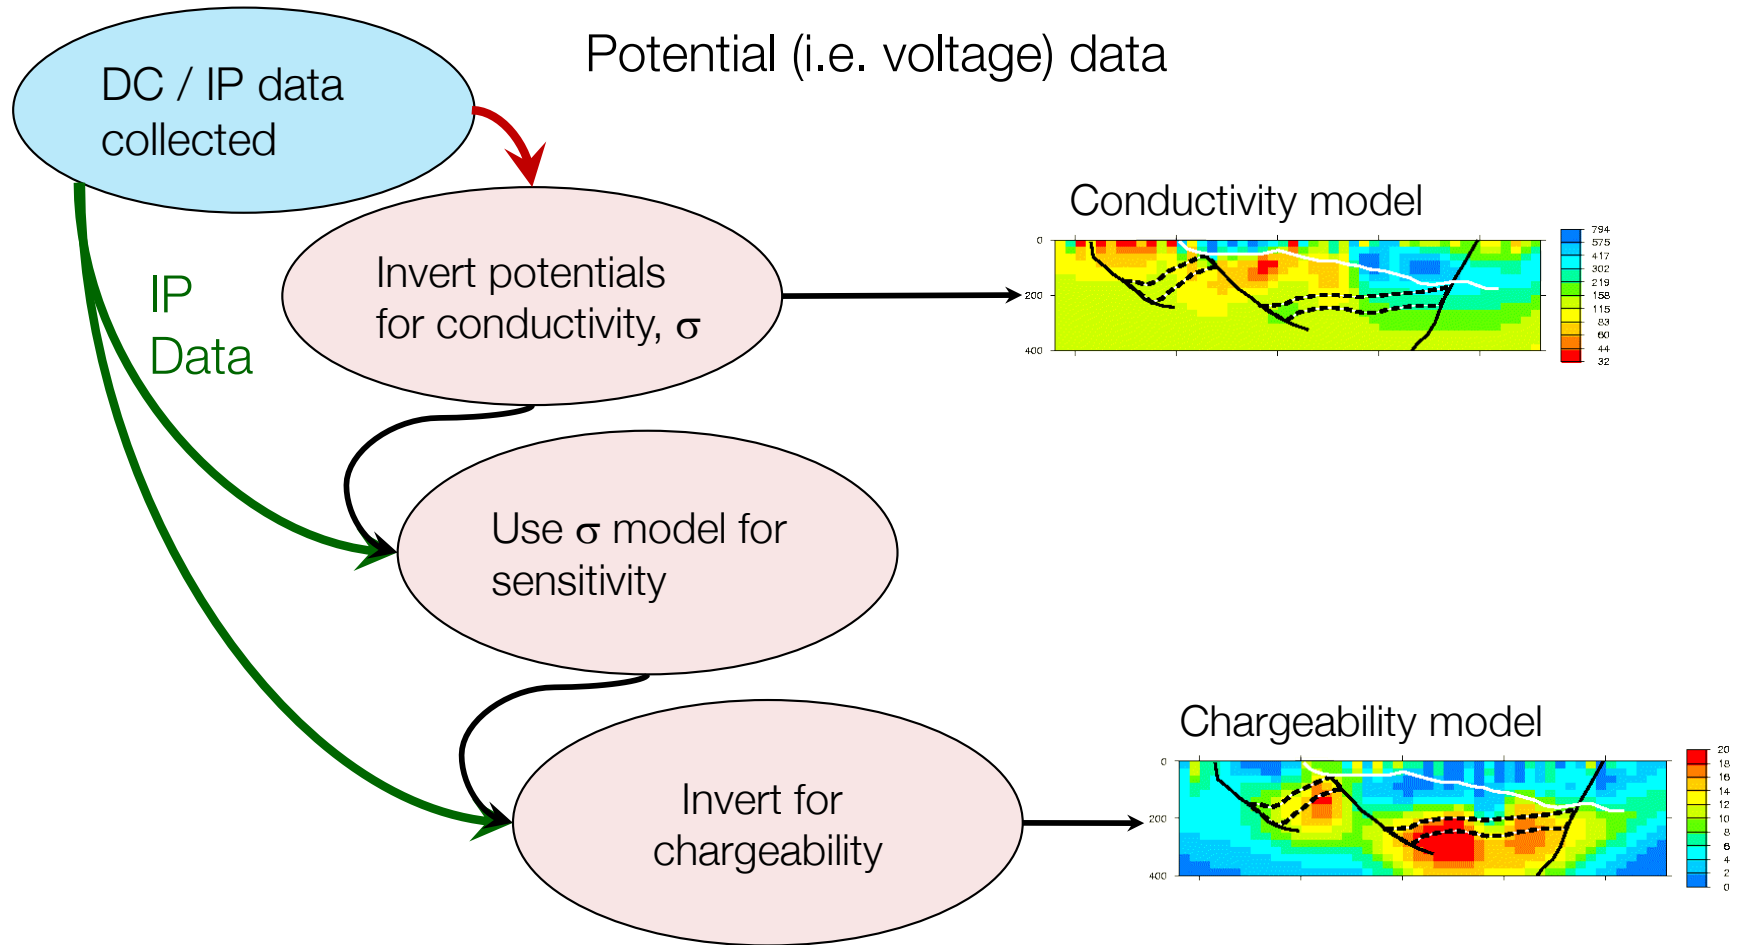 Potential (i.e. voltage) data
DC / IP data
collected
IP
Data
Invert potentials
for conductivity, σ
Conductivity model
0
200
400
794
575
417
302
219
158
115
83
60
44
32
Use σ model for
sensitivity
Invert for
chargeability
Chargeability model
0
200
400
20
18
16
14
12
10
8
6
4
2
0